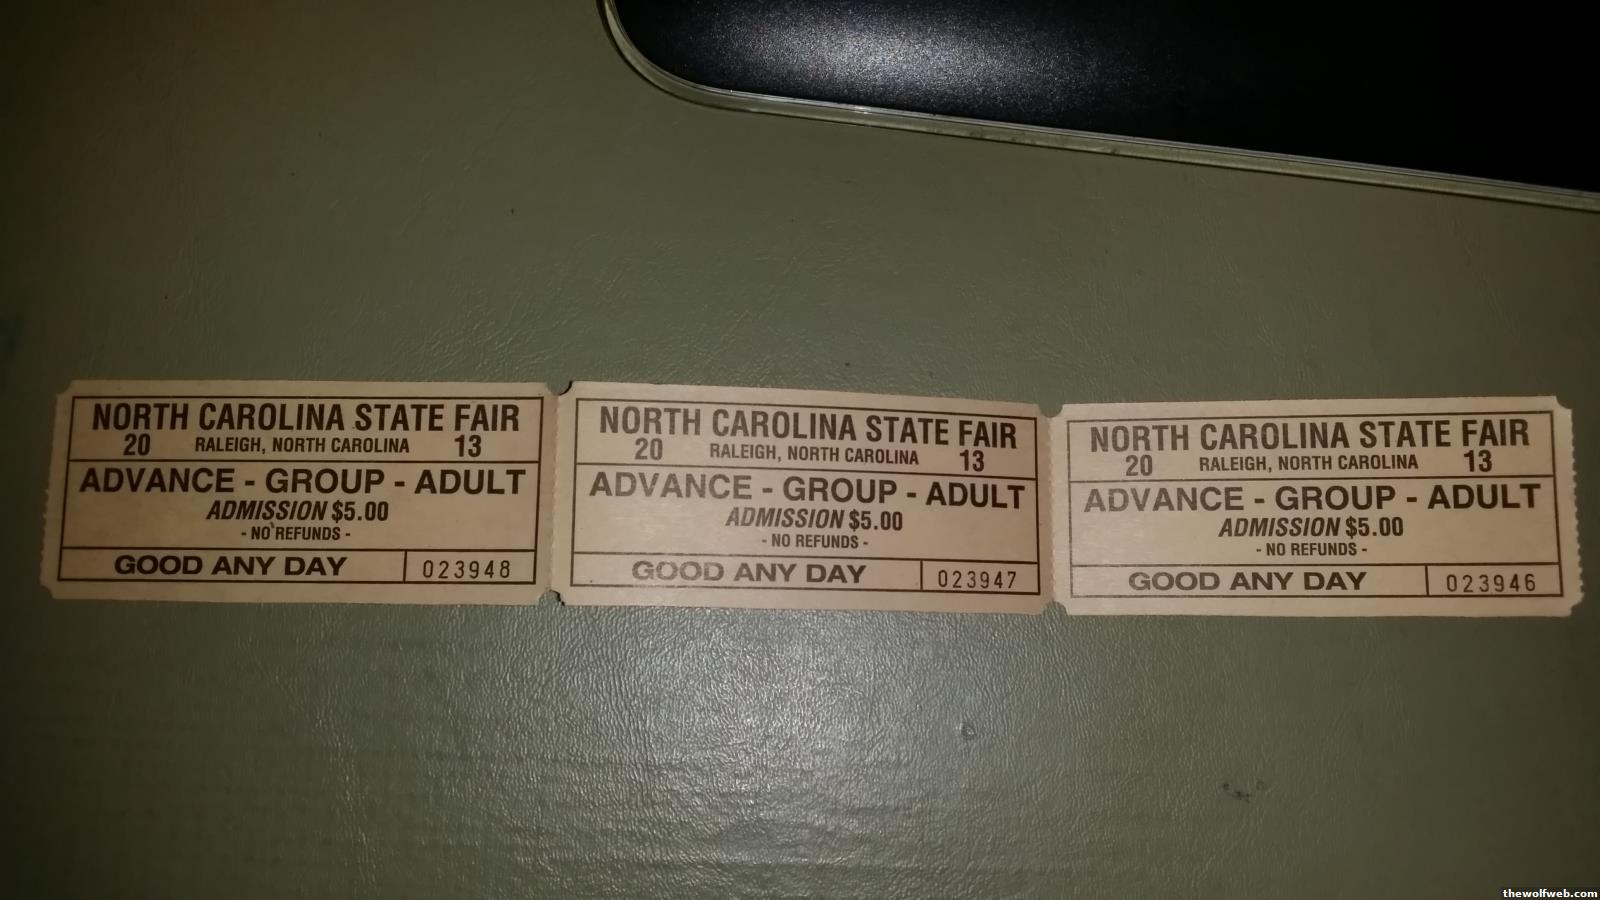 NORTH CAROLINA STATE FAIR
20 RALEIGH, NORTH CAROLINA 13
ADVANCE - GROUP - ADULT
ADMISSION $5.00
- NO REFUNDS -
GOOD ANY DAY 023948
NORTH CAROLINA STATE FAIR
20 RALEIGH, NORTH CAROLINA 13
ADVANCE - GROUP - ADULT
ADMISSION $5.00
- NO REFUNDS -
GOOD ANY DAY 023947
NORTH CAROLINA STATE FAIR
20 RALEIGH, NORTH CAROLINA 13
ADVANCE - GROUP - ADULT
ADMISSION $5.00
- NO REFUNDS -
GOOD ANY DAY 023946
thewolfweb.com